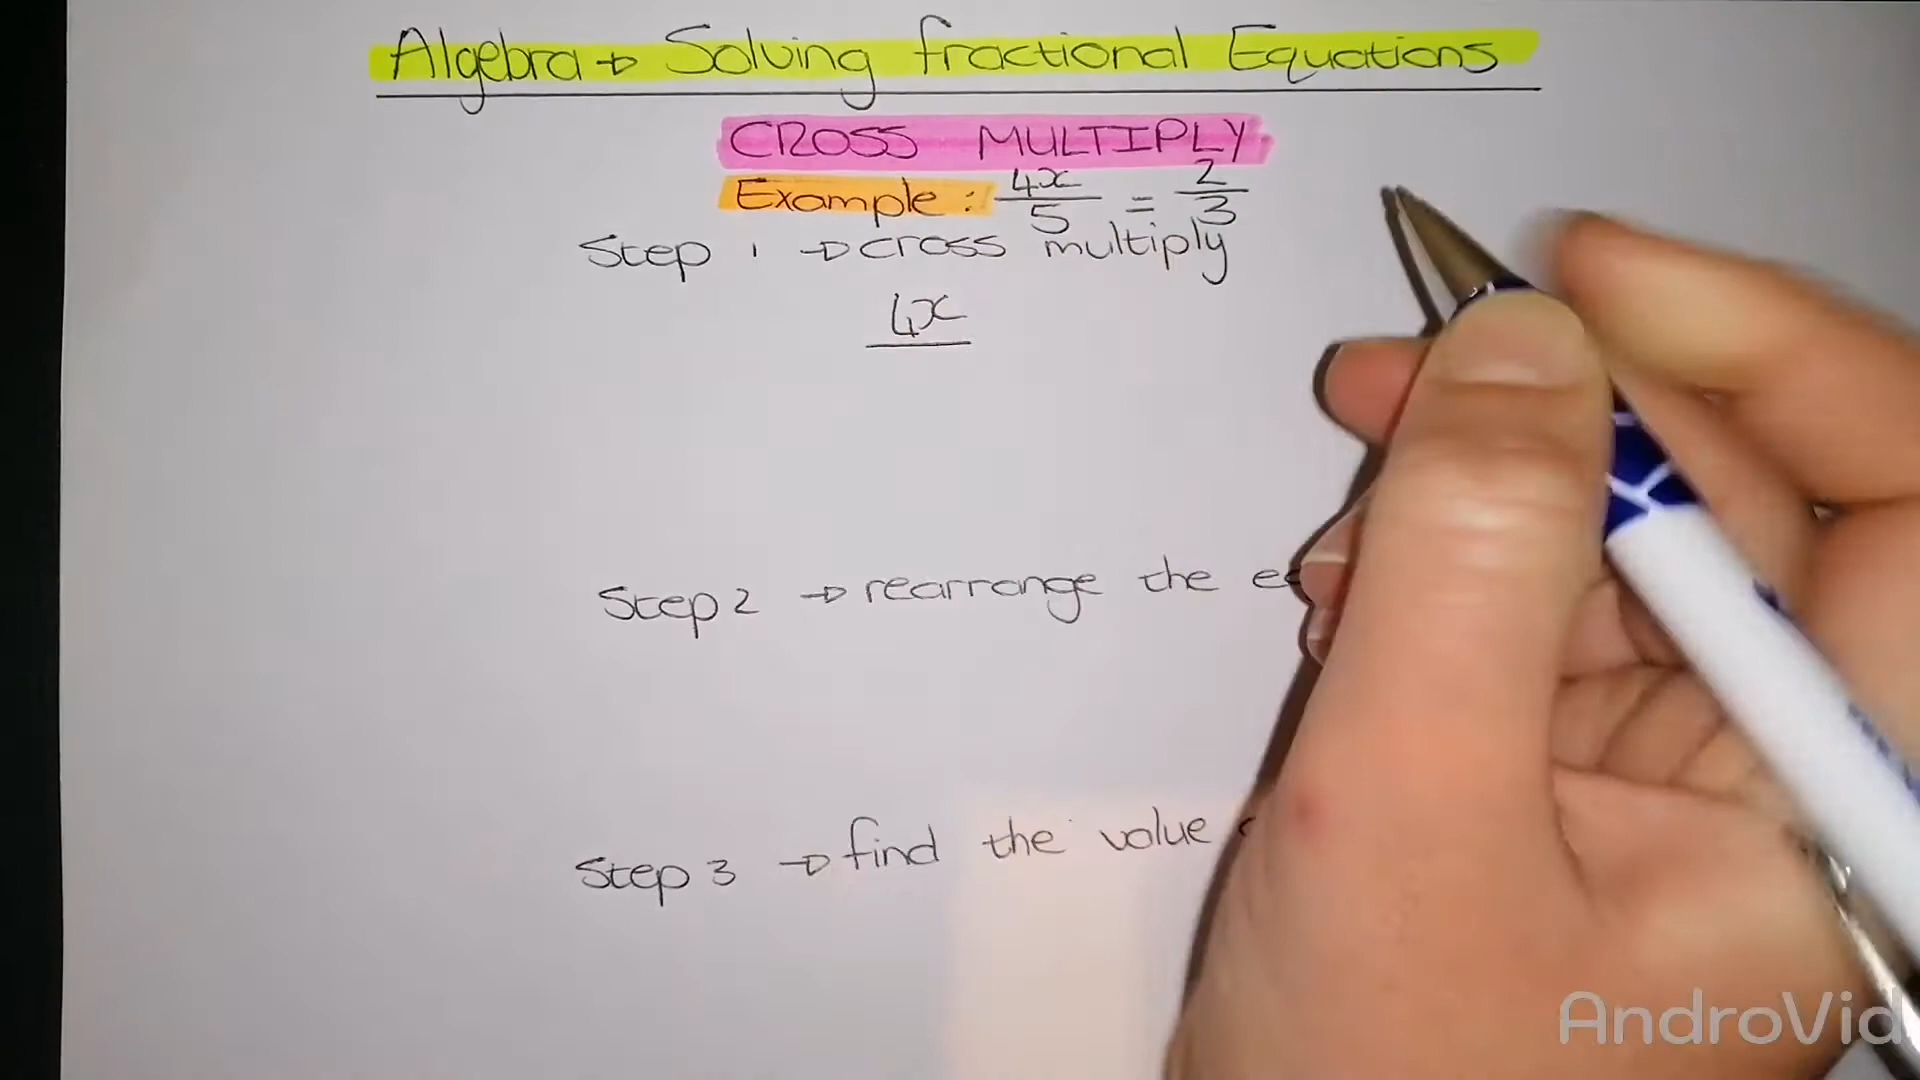 Algebra → Solving fractional Equations
CROSS MULTIPLY
Example: 4x/5 = 2/3
Step 1 → cross multiply
4x
Step 2 → rearrange the
Step 3 → find the value
AndroVid